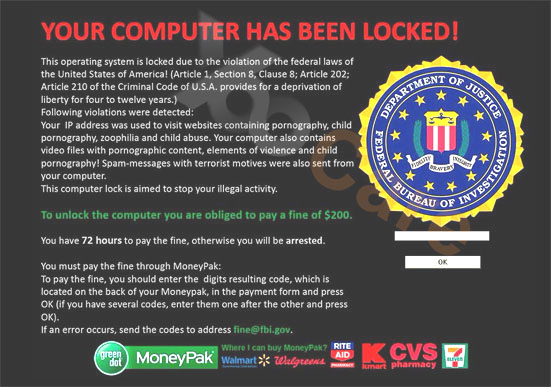 YOUR COMPUTER HAS BEEN LOCKED!
This operating system is locked due to the violation of the federal laws of
the United States of America! (Article 1, Section 8, Clause 8; Article 202;
Article 210 of the Criminal Code of U.S.A. provides for a deprivation of
liberty for four to twelve years.)
Following violations were detected:
Your IP address was used to visit websites containing pornography, child
pornography, zoophilia and child abuse. Your computer also contains
video files with pornographic content, elements of violence and child
pornography! Spam-messages with terrorist motives were also sent from
your computer.
This computer lock is aimed to stop your illegal activity.
To unlock the computer you are obliged to pay a fine of $200.
You have 72 hours to pay the fine, otherwise you will be arrested.
You must pay the fine through MoneyPak:
To pay the fine, you should enter the digits resulting code, which is
located on the back of your Moneypak, in the payment form and press
OK (if you have several codes, enter them one after the other and press
OK).
If an error occurs, send the codes to address fine@fbi.gov.
DEPARTMENT OF JUSTICE
FIDELITY BRAVERY INTEGRITY
FEDERAL BUREAU OF INVESTIGATION
OK
green dot MoneyPak
Where I can buy MoneyPak?
Walmart Walgreens RITE AID PHARMACY K kmart CVS pharmacy 7 ELEVEN
YooCare